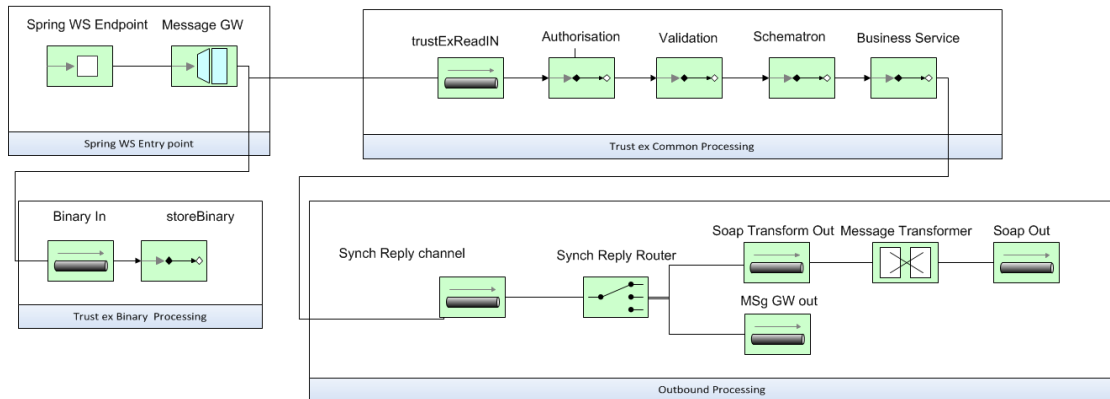 Spring WS Endpoint
Message GW
Spring WS Entry point
trustExReadIN
Authorisation
Validation
Schematron
Business Service
Trust ex Common Processing
Binary In
storeBinary
Trust ex Binary Processing
Synch Reply channel
Synch Reply Router
Soap Transform Out
Message Transformer
Soap Out
MSg GW out
Outbound Processing